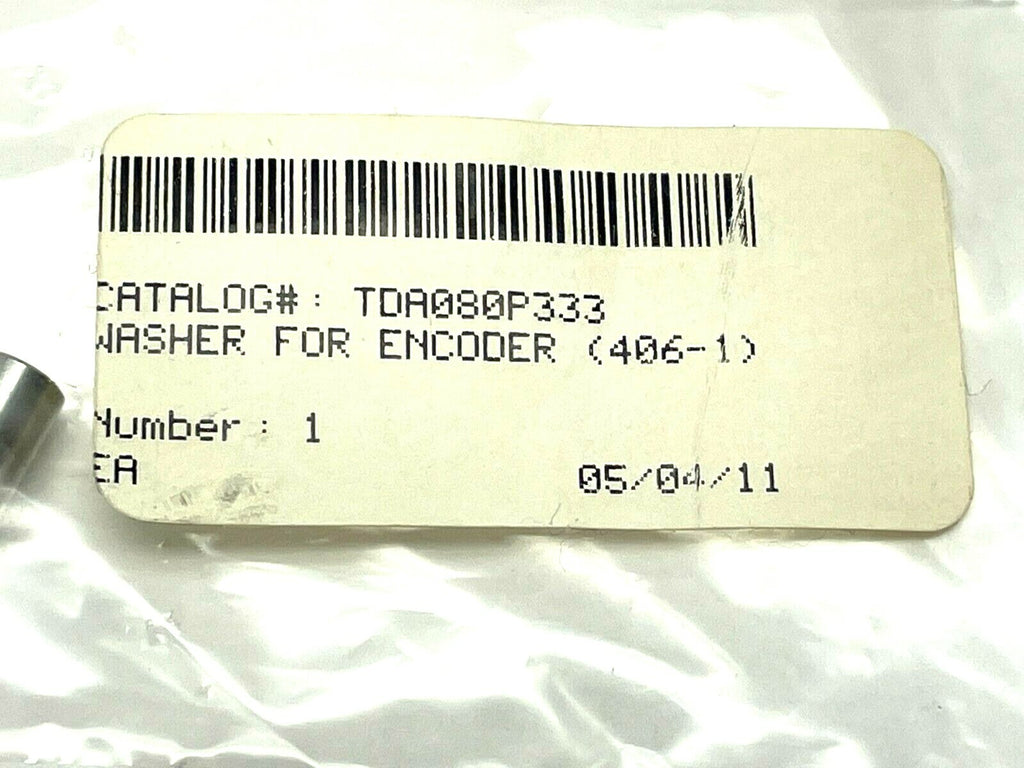 CATALOG#: TDA080P333
WASHER FOR ENCODER (406-1)
Number: 1
EA 05/04/11